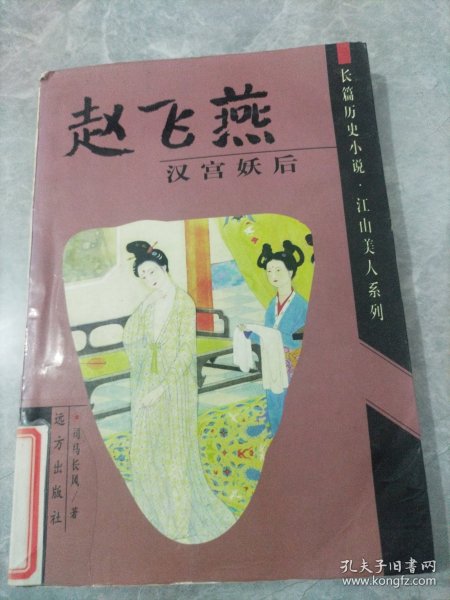 赵飞燕
汉宫妖后
长篇历史小说·江山美人系列
司马长风/著
远方出版社
孔夫子旧书网
www.kongfz.com